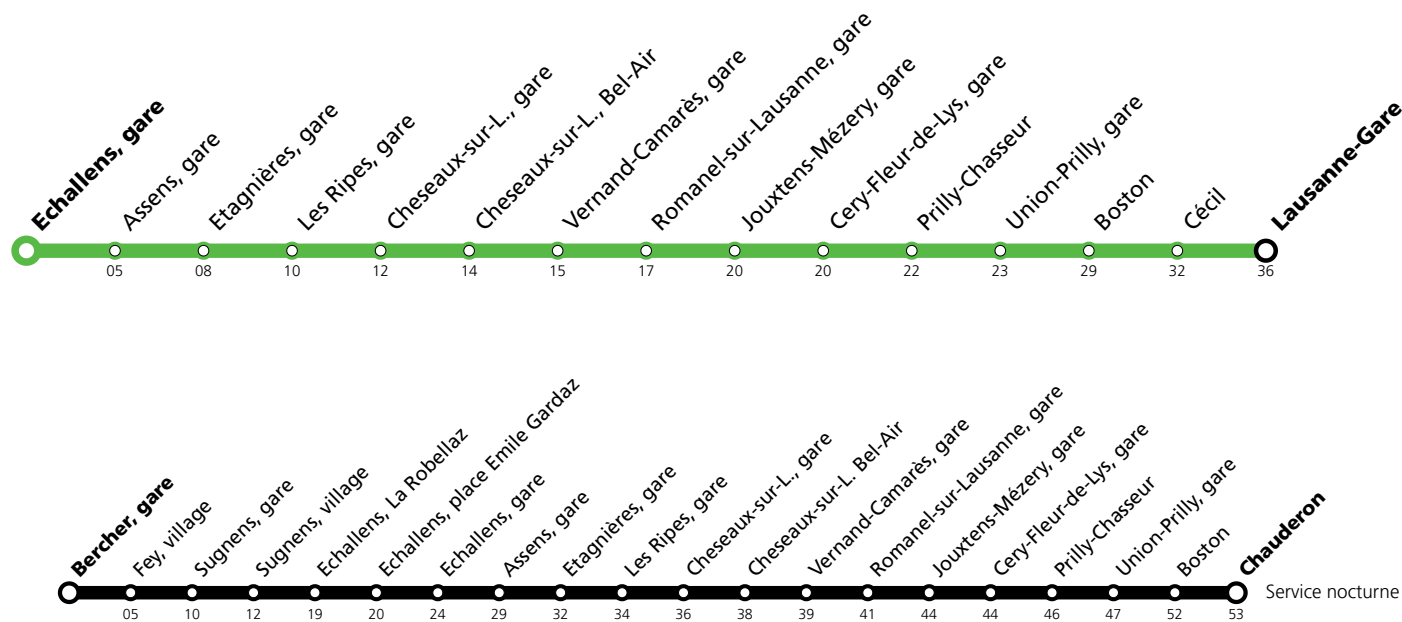 Echallens, gare
Assens, gare
Etagnières, gare
Les Ripes, gare
Cheseaux-sur-L., gare
Cheseaux-sur-L., Bel-Air
Vernand-Camarès, gare
Romanel-sur-Lausanne, gare
Jouxtens-Mézery, gare
Cery-Fleur-de-Lys, gare
Prilly-Chasseur
Union-Prilly, gare
Boston
Cécil
Lausanne-Gare
05 08 10 12 14 15 17 20 20 22 23 29 32 36
Bercher, gare
Fey, village
Sugnens, gare
Sugnens, village
Echallens, La Robellaz
Echallens, place Emile Gardaz
Echallens, gare
Assens, gare
Etagnières, gare
Les Ripes, gare
Cheseaux-sur-L., gare
Cheseaux-sur-L. Bel-Air
Vernand-Camarès, gare
Romanel-sur-Lausanne, gare
Jouxtens-Mézery, gare
Cery-Fleur-de-Lys, gare
Prilly-Chasseur
Union-Prilly, gare
Boston
Chauderon
Service nocturne
05 10 12 19 20 24 29 32 34 36 38 39 41 44 44 46 47 52 53